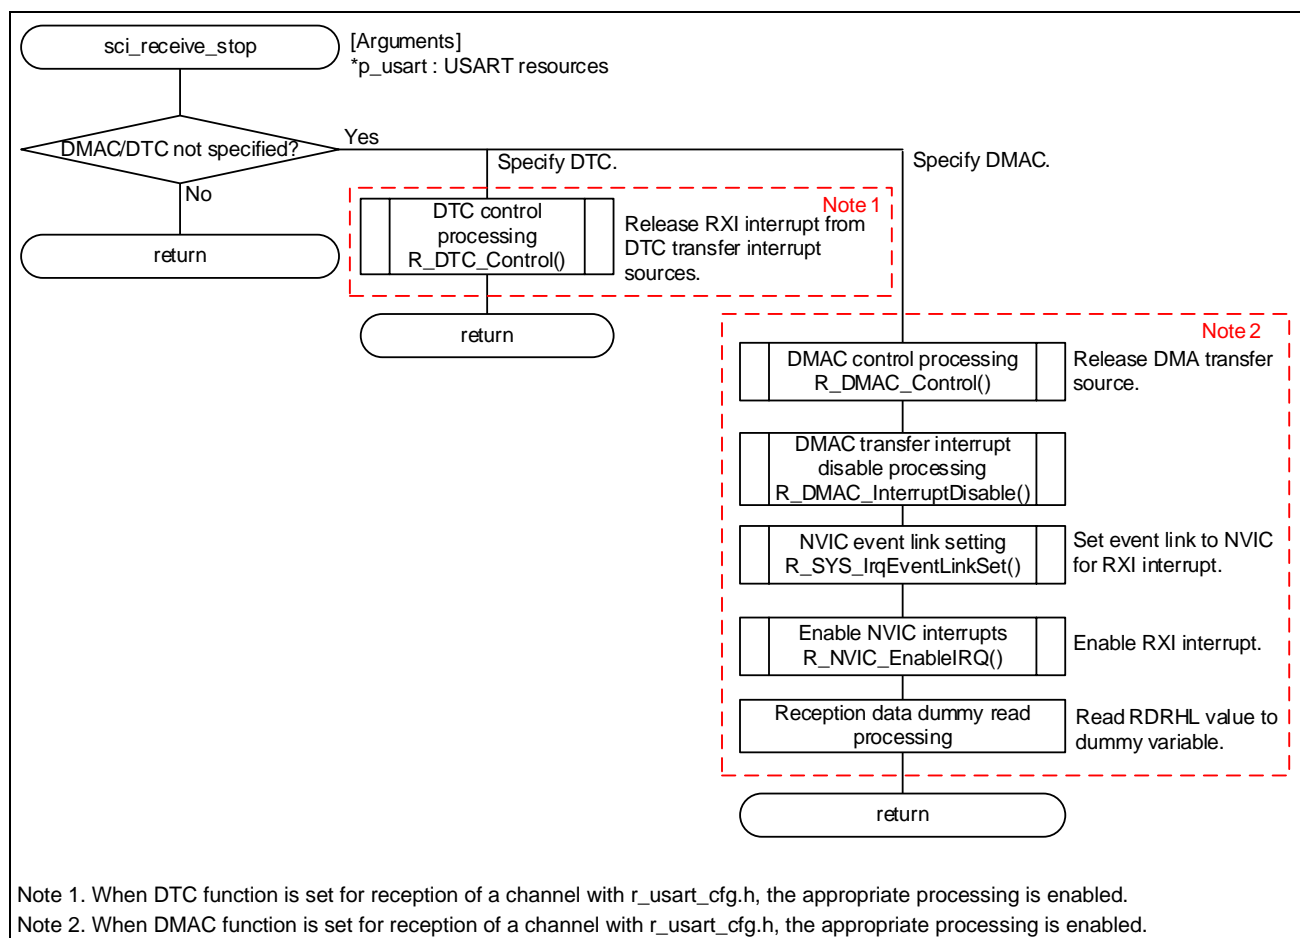 sci_receive_stop
[Arguments]
*p_usart : USART resources
DMAC/DTC not specified?
Yes
No
return
Specify DTC.
Specify DMAC.
Note 1
DTC control
processing
R_DTC_Control()
Release RXI interrupt from
DTC transfer interrupt
sources.
return
Note 2
DMAC control processing
R_DMAC_Control()
Release DMA transfer
source.
DMAC transfer interrupt
disable processing
R_DMAC_InterruptDisable()
NVIC event link setting
R_SYS_IrqEventLinkSet()
Set event link to NVIC
for RXI interrupt.
Enable NVIC interrupts
R_NVIC_EnableIRQ()
Enable RXI interrupt.
Reception data dummy read
processing
Read RDRHL value to
dummy variable.
return
Note 1. When DTC function is set for reception of a channel with r_usart_cfg.h, the appropriate processing is enabled.
Note 2. When DMAC function is set for reception of a channel with r_usart_cfg.h, the appropriate processing is enabled.